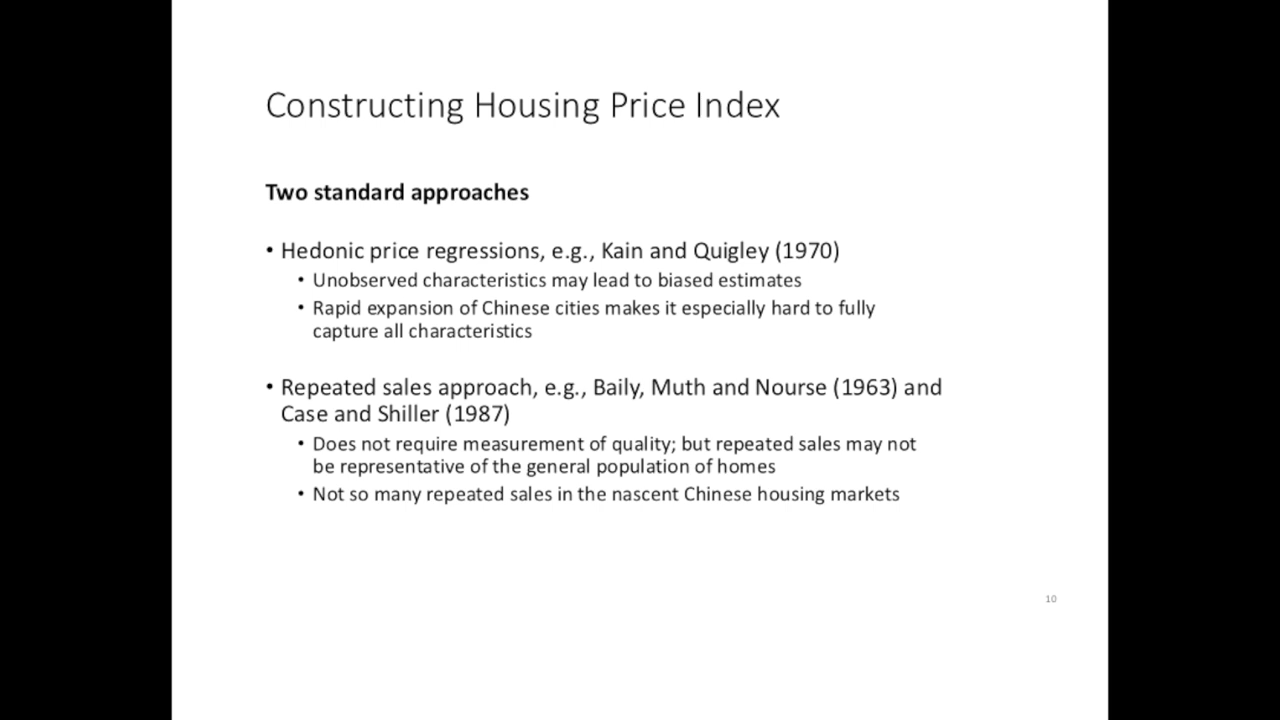 Constructing Housing Price Index
Two standard approaches
• Hedonic price regressions, e.g., Kain and Quigley (1970)
• Unobserved characteristics may lead to biased estimates
• Rapid expansion of Chinese cities makes it especially hard to fully
capture all characteristics
• Repeated sales approach, e.g., Baily, Muth and Nourse (1963) and
Case and Shiller (1987)
• Does not require measurement of quality; but repeated sales may not
be representative of the general population of homes
• Not so many repeated sales in the nascent Chinese housing markets
10